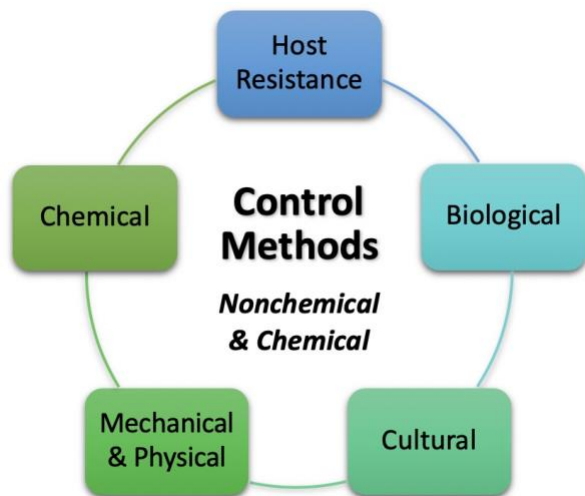 Host
Resistance
Chemical
Control
Methods
Biological
Nonchemical
& Chemical
Mechanical
& Physical
Cultural